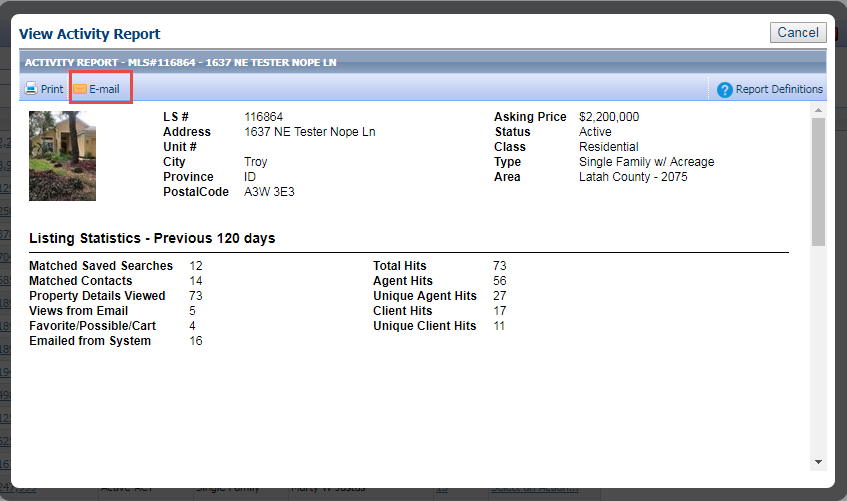 View Activity Report
Cancel
ACTIVITY REPORT - MLS#116864 - 1637 NE TESTER NOPE LN
Print E-mail Report Definitions
LS # 116864 Asking Price $2,200,000
Address 1637 NE Tester Nope Ln Status Active
Unit # Class Residential
City Troy Type Single Family w/ Acreage
Province ID Area Latah County - 2075
PostalCode A3W 3E3
Listing Statistics - Previous 120 days
Matched Saved Searches 12 Total Hits 73
Matched Contacts 14 Agent Hits 56
Property Details Viewed 73 Unique Agent Hits 27
Views from Email 5 Client Hits 17
Favorite/Possible/Cart 4 Unique Client Hits 11
Emailed from System 16